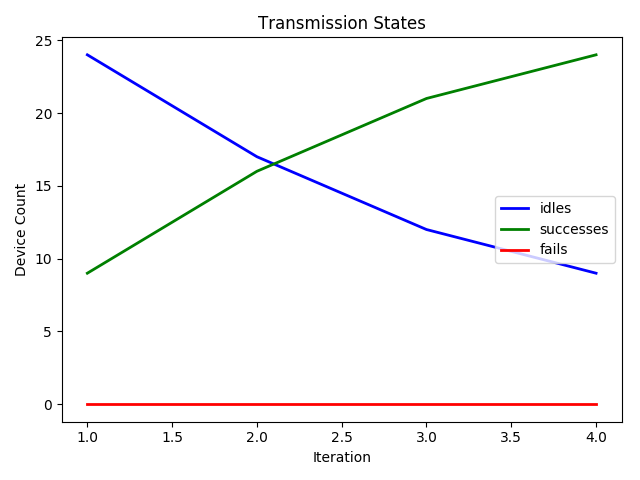 Transmission States
25
20
15
10
5
0
Device Count
idles
successes
fails
1.0 1.5 2.0 2.5 3.0 3.5 4.0
Iteration